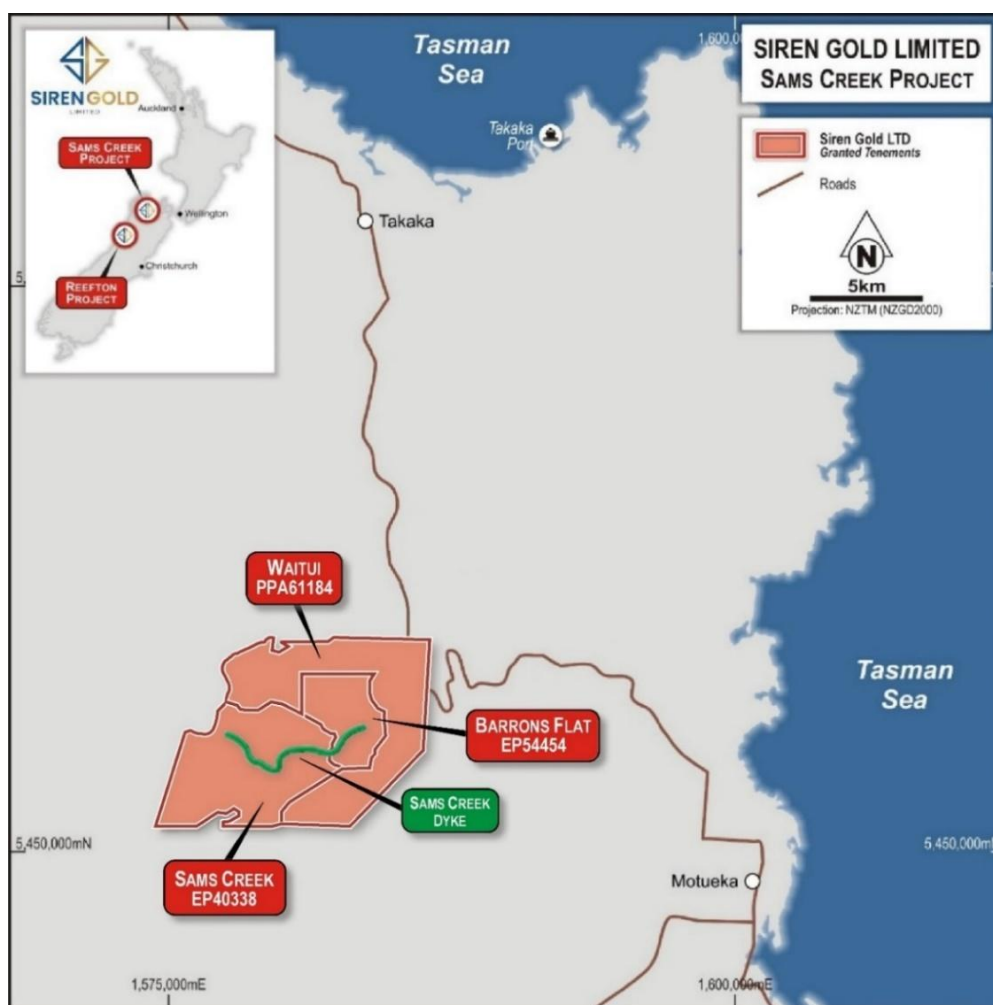 SIREN GOLD
LIMITED
Auckland
SAMS CREEK
PROJECT
Wellington
Christchurch
REEFTON
PROJECT
Tasman
Sea
Takaka
Port
Takaka
1,600,0
SIREN GOLD LIMITED
SAMS CREEK PROJECT
Siren Gold LTD
Granted Tenements
Roads
N
5km
Projection: NZTM (NZGD2000)
WAITUI
PPA61184
BARRONS FLAT
EP54454
SAMS CREEK
DYKE
SAMS CREEK
EP40338
Tasman
Sea
5,450,000mN
5,450,000m
Motueka
1,575,000mE
1,600,000mE